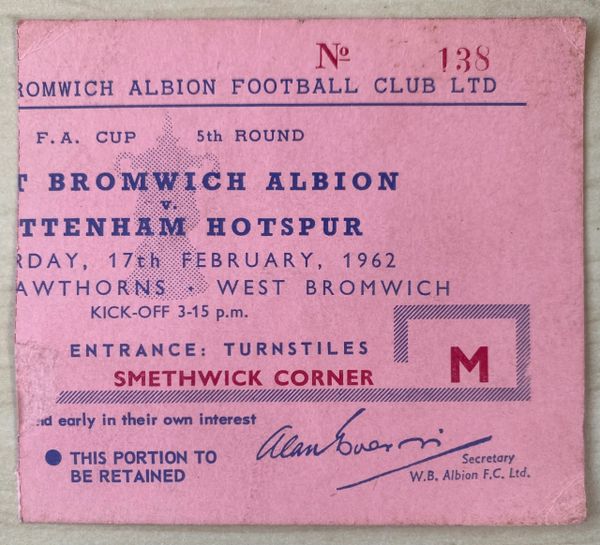 No 138
ROMWICH ALBION FOOTBALL CLUB LTD
F.A. CUP 5th ROUND
T BROMWICH ALBION
v.
TTENHAM HOTSPUR
RDAY, 17th FEBRUARY, 1962
AWTHORNS · WEST BROMWICH
KICK-OFF 3-15 p.m.
ENTRANCE: TURNSTILES
SMETHWICK CORNER
M
nd early in their own interest
● THIS PORTION TO
BE RETAINED
Secretary
W.B. Albion F.C. Ltd.